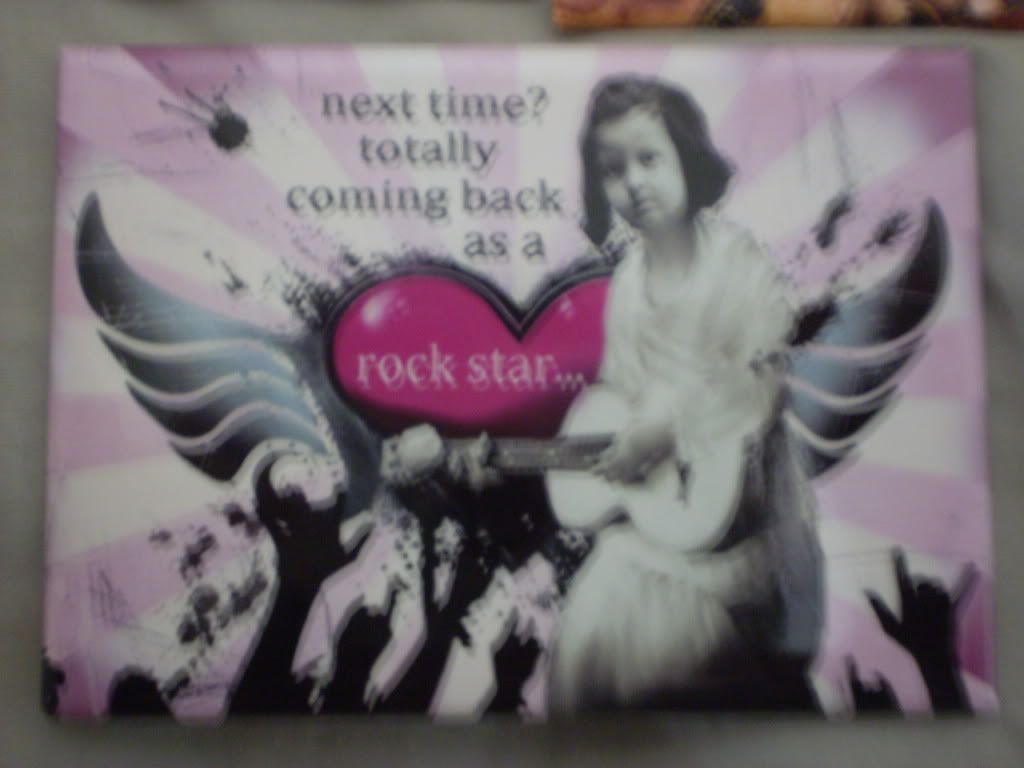 next time?
totally
coming back
as a
rock star...